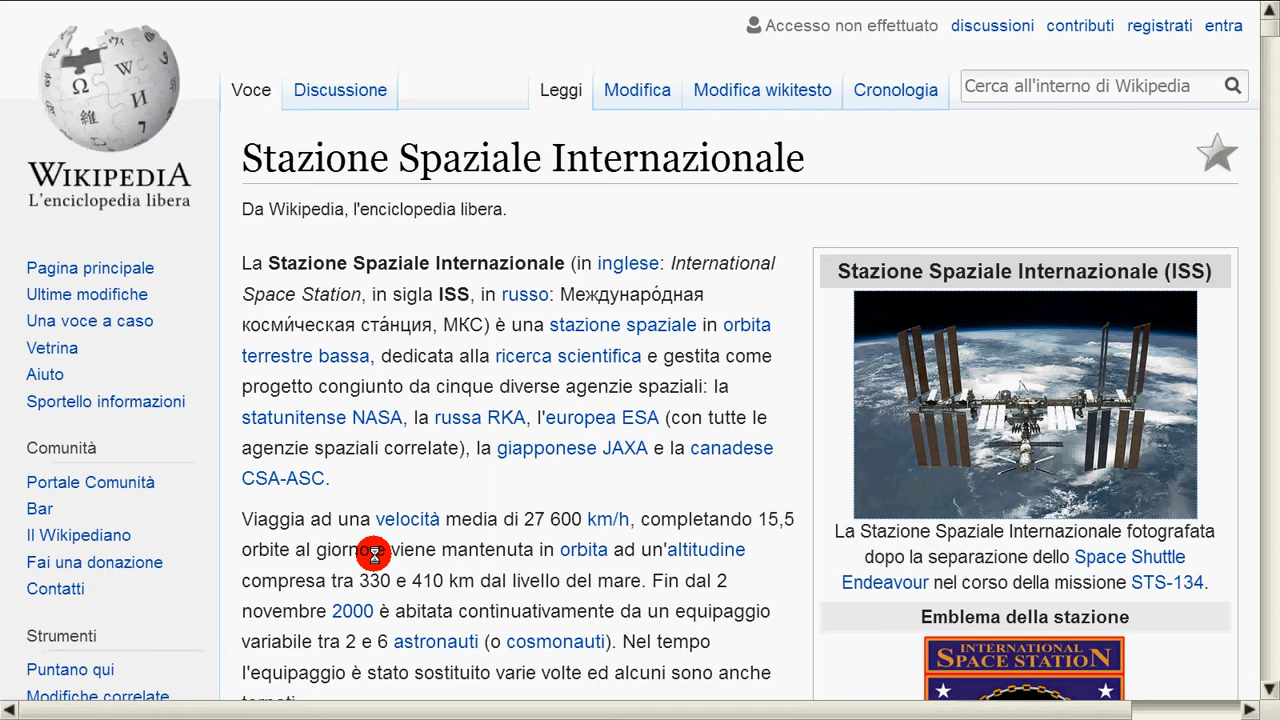 Accesso non effettuato discussioni contributi registrati entra
Voce Discussione Leggi Modifica Modifica wikitesto Cronologia Cerca all'interno di Wikipedia
WIKIPEDIA
L'enciclopedia libera
Stazione Spaziale Internazionale
Da Wikipedia, l'enciclopedia libera.
Pagina principale
Ultime modifiche
Una voce a caso
Vetrina
Aiuto
Sportello informazioni
Comunità
Portale Comunità
Bar
Il Wikipediano
Fai una donazione
Contatti
Strumenti
Puntano qui
Modifiche correlate
La Stazione Spaziale Internazionale (in inglese: International
Space Station, in sigla ISS, in russo: Междунаро́дная
косми́ческая ста́нция, МКС) è una stazione spaziale in orbita
terrestre bassa, dedicata alla ricerca scientifica e gestita come
progetto congiunto da cinque diverse agenzie spaziali: la
statunitense NASA, la russa RKA, l'europea ESA (con tutte le
agenzie spaziali correlate), la giapponese JAXA e la canadese
CSA-ASC.
Viaggia ad una velocità media di 27 600 km/h, completando 15,5
orbite al giorno e viene mantenuta in orbita ad un'altitudine
compresa tra 330 e 410 km dal livello del mare. Fin dal 2
novembre 2000 è abitata continuativamente da un equipaggio
variabile tra 2 e 6 astronauti (o cosmonauti). Nel tempo
l'equipaggio è stato sostituito varie volte ed alcuni sono anche
Stazione Spaziale Internazionale (ISS)
La Stazione Spaziale Internazionale fotografata
dopo la separazione dello Space Shuttle
Endeavour nel corso della missione STS-134.
Emblema della stazione
INTERNATIONAL
SPACE STATION